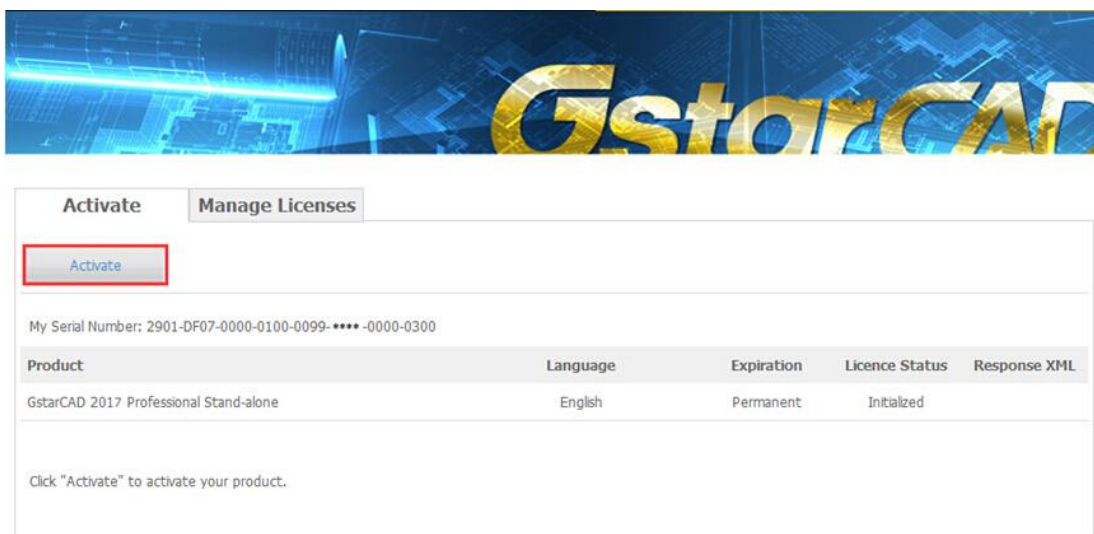 GstarCAD
Activate Manage Licenses
Activate
My Serial Number: 2901-DF07-0000-0100-0099-****-0000-0300
Product Language Expiration Licence Status Response XML
GstarCAD 2017 Professional Stand-alone English Permanent Initialized
Click "Activate" to activate your product.